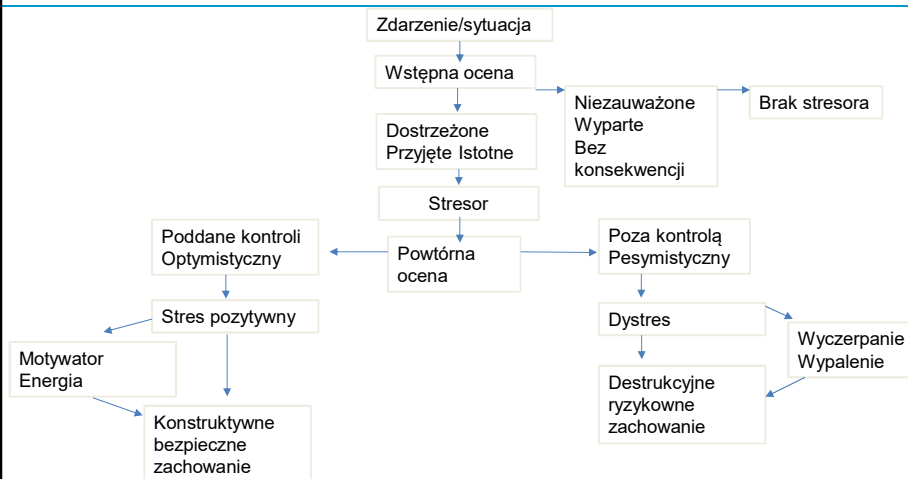 Zdarzenie/sytuacja
Wstępna ocena
Niezauważone
Wyparte
Bez
konsekwencji
Brak stresora
Dostrzeżone
Przyjęte Istotne
Stresor
Powtórna
ocena
Poddane kontroli
Optymistyczny
Poza kontrolą
Pesymistyczny
Stres pozytywny
Dystres
Motywator
Energia
Wyczerpanie
Wypalenie
Konstruktywne
bezpieczne
zachowanie
Destrukcyjne
ryzykowne
zachowanie